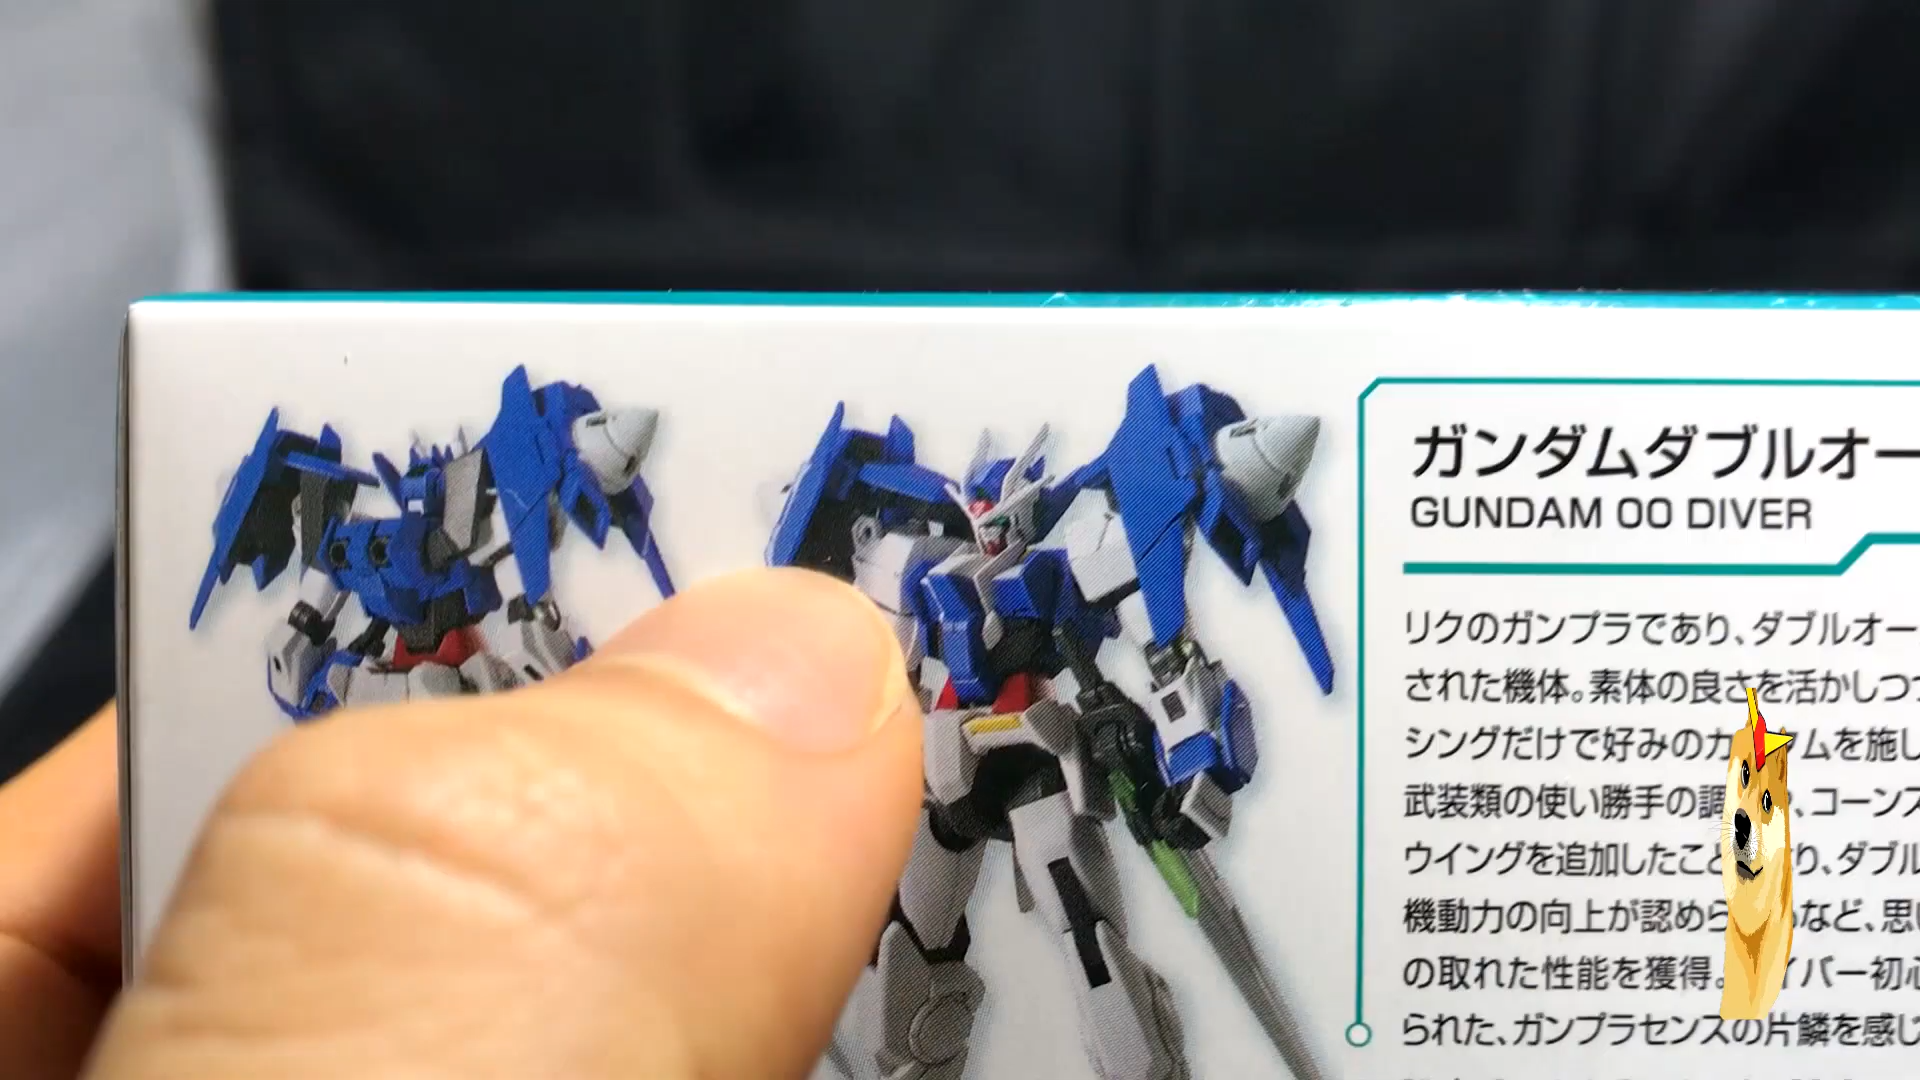 ガンダムダブルオー
GUNDAM 00 DIVER
リクのガンプラであり、ダブルオー
された機体。素体の良さを活かしつつ
シングだけで好みのカ ムを施し
武装類の使い勝手の調 、コーンス
ウイングを追加したこと り、ダブル
機動力の向上が認めら など、思い
の取れた性能を獲得。 イバー初心
られた、ガンプラセンスの片鱗を感じ